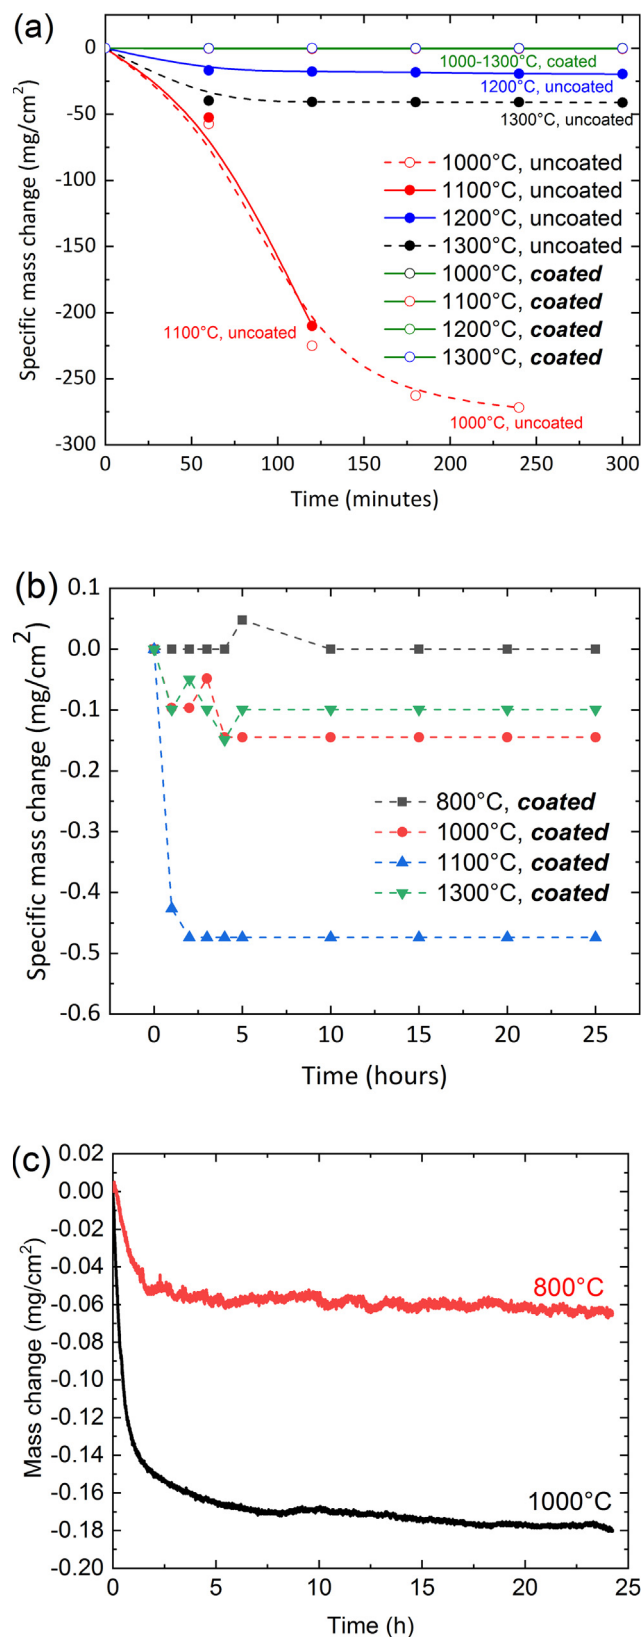 (a)
0
-50
-100
-150
-200
-250
-300
Specific mass change (mg/cm²)
1000-1300°C, coated
1200°C, uncoated
1300°C, uncoated
1000°C, uncoated
1100°C, uncoated
1200°C, uncoated
1300°C, uncoated
1000°C, coated
1100°C, coated
1200°C, coated
1300°C, coated
1100°C, uncoated
1000°C, uncoated
0 50 100 150 200 250 300
Time (minutes)
(b)
0.1
0.0
-0.1
-0.2
-0.3
-0.4
-0.5
-0.6
Specific mass change (mg/cm²)
800°C, coated
1000°C, coated
1100°C, coated
1300°C, coated
0 5 10 15 20 25
Time (hours)
(c)
0.02
0.00
-0.02
-0.04
-0.06
-0.08
-0.10
-0.12
-0.14
-0.16
-0.18
-0.20
Mass change (mg/cm²)
800°C
1000°C
0 5 10 15 20 25
Time (h)